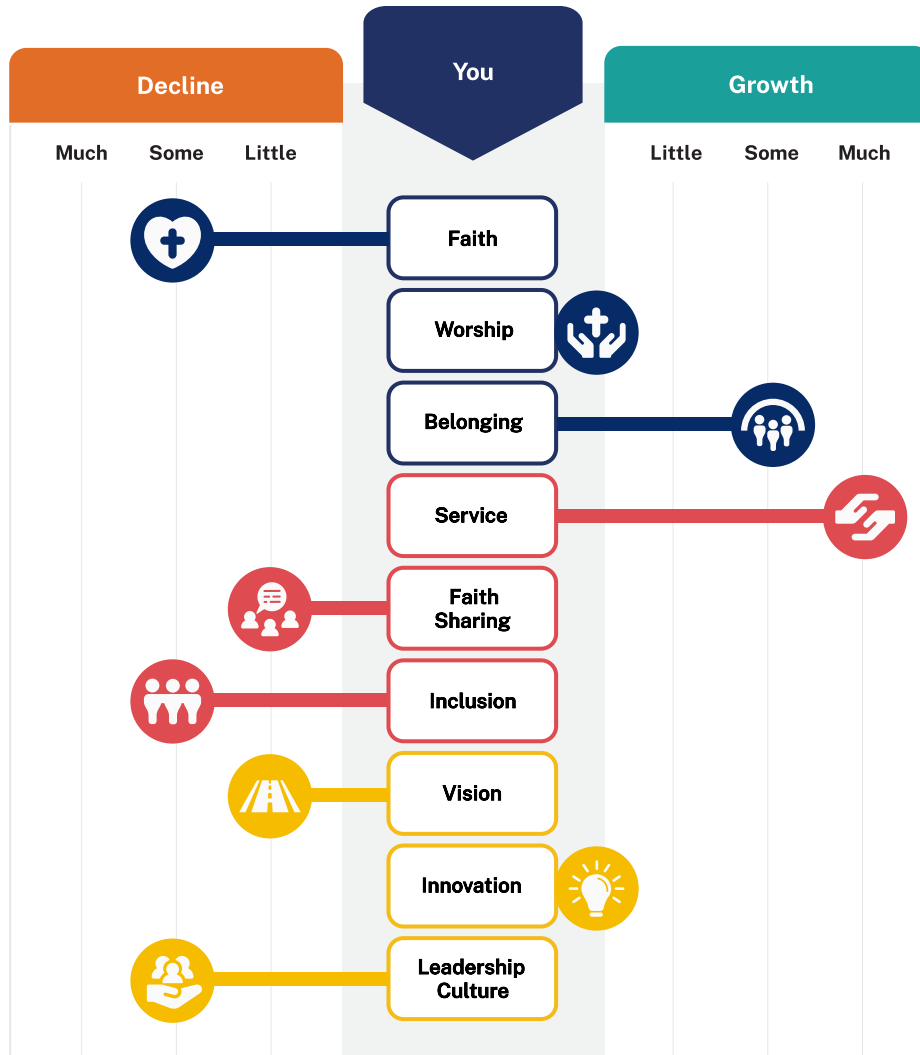 Decline
You
Growth
Much Some Little
Little Some Much
Faith
Worship
Belonging
Service
Faith
Sharing
Inclusion
Vision
Innovation
Leadership
Culture